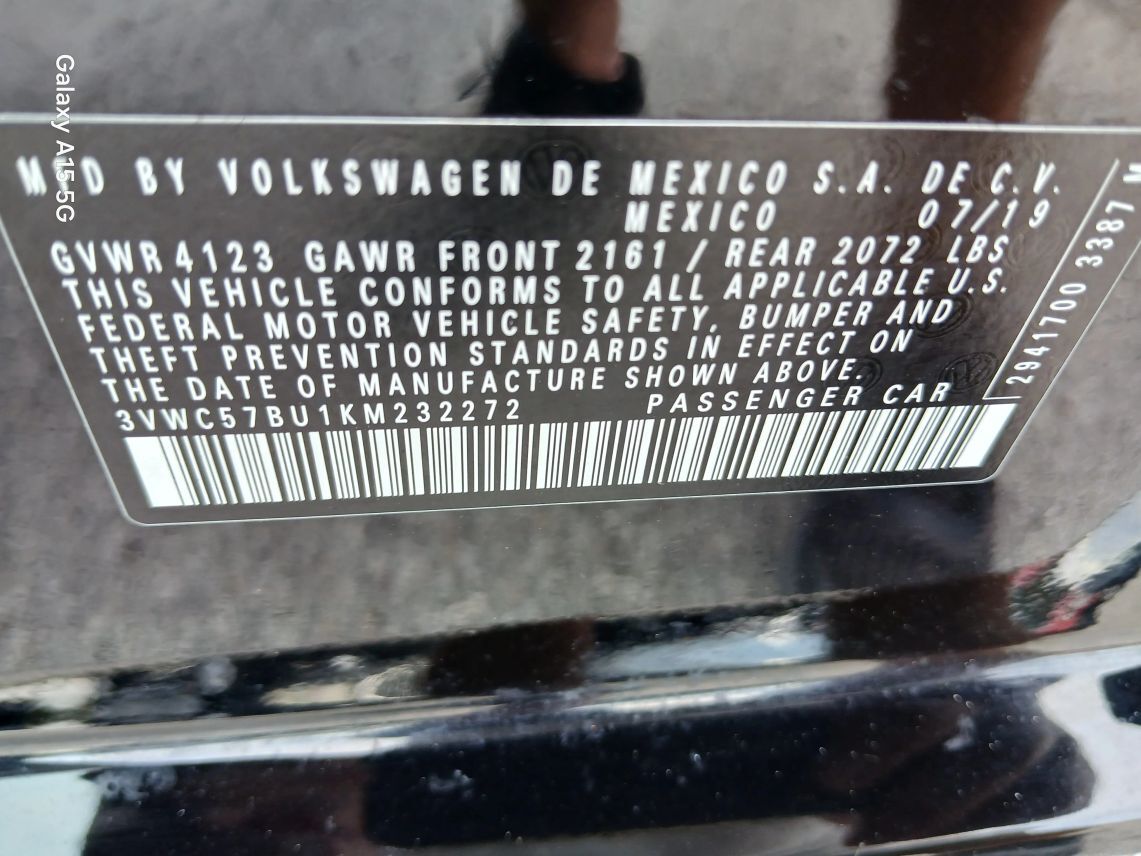 MFD BY VOLKSWAGEN DE MEXICO S.A. DE C.V.
MEXICO 07/19
GVWR 4123 GAWR FRONT 2161 / REAR 2072 LBS
THIS VEHICLE CONFORMS TO ALL APPLICABLE U.S.
FEDERAL MOTOR VEHICLE SAFETY, BUMPER AND
THEFT PREVENTION STANDARDS IN EFFECT ON
THE DATE OF MANUFACTURE SHOWN ABOVE.
3VWC57BU1KM232272 PASSENGER CAR
2941700 3387 M
Galaxy A15 5G